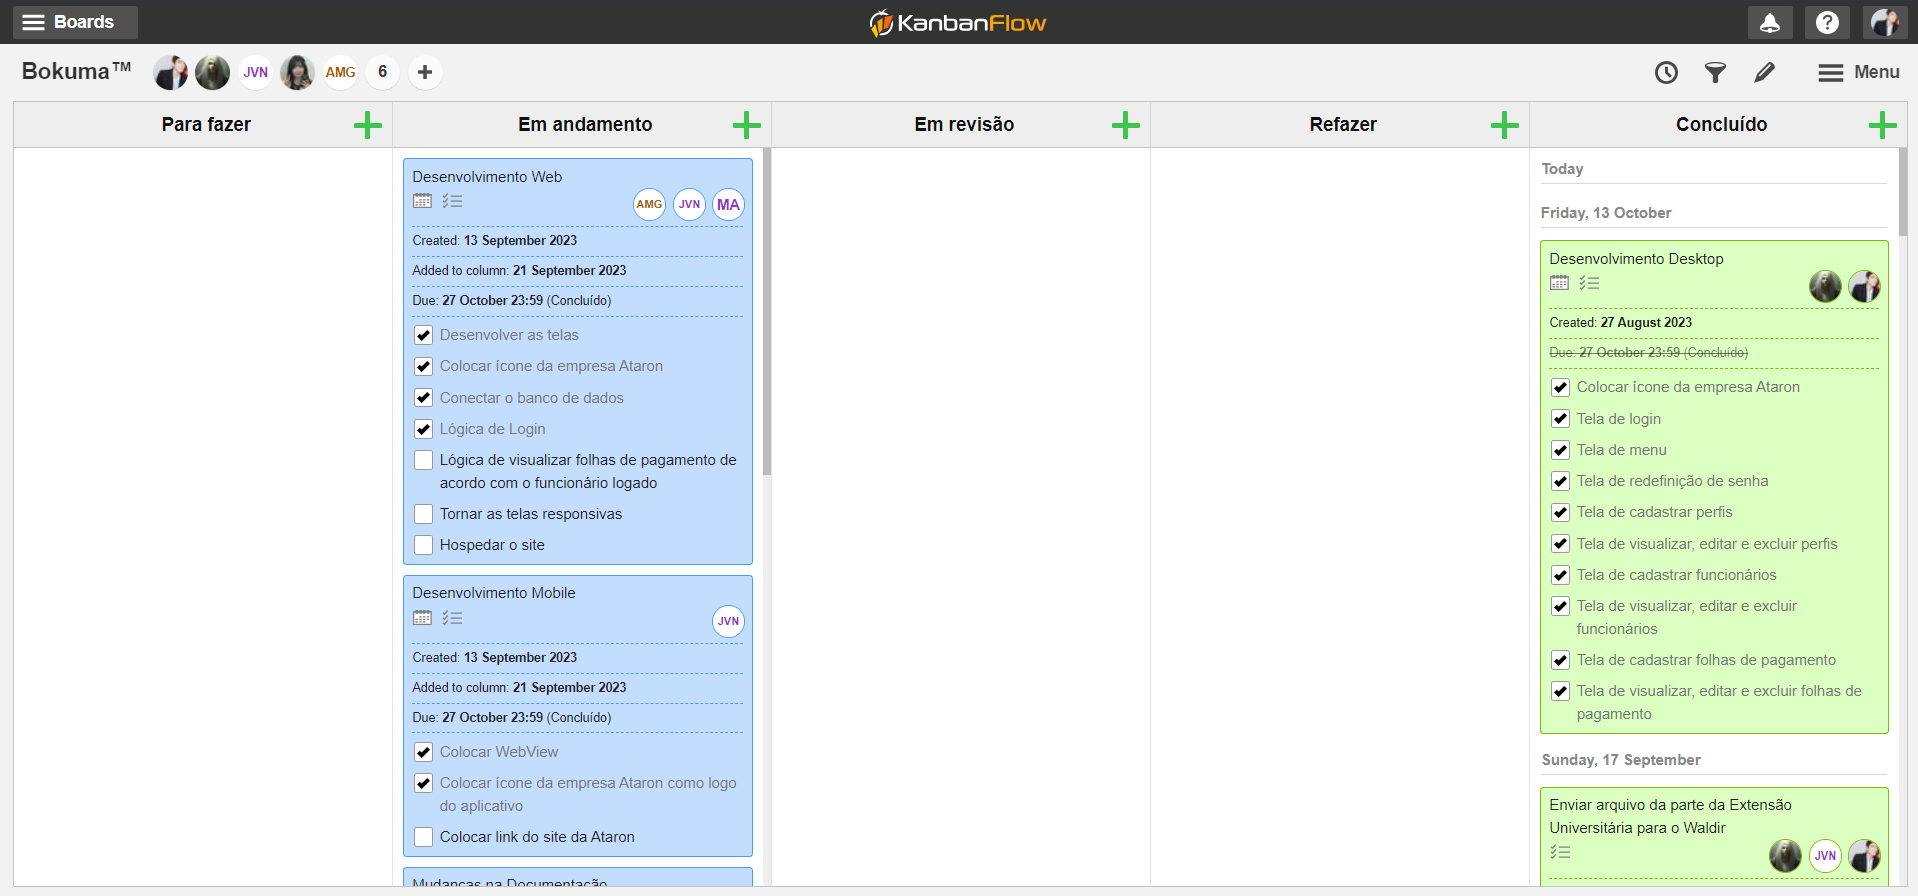 Boards
KanbanFlow
Bokuma™
JVN
AMG
6
Menu
Para fazer
Em andamento
Em revisão
Refazer
Concluído
Desenvolvimento Web
AMG
JVN
MA
Created: 13 September 2023
Added to column: 21 September 2023
Due: 27 October 23:59 (Concluído)
Desenvolver as telas
Colocar ícone da empresa Ataron
Conectar o banco de dados
Lógica de Login
Lógica de visualizar folhas de pagamento de
acordo com o funcionário logado
Tornar as telas responsivas
Hospedar o site
Desenvolvimento Mobile
JVN
Created: 13 September 2023
Added to column: 21 September 2023
Due: 27 October 23:59 (Concluído)
Colocar WebView
Colocar ícone da empresa Ataron como logo
do aplicativo
Colocar link do site da Ataron
Mudanças na Documentação
Today
Friday, 13 October
Desenvolvimento Desktop
Created: 27 August 2023
Due: 27 October 23:59 (Concluído)
Colocar ícone da empresa Ataron
Tela de login
Tela de menu
Tela de redefinição de senha
Tela de cadastrar perfis
Tela de visualizar, editar e excluir perfis
Tela de cadastrar funcionários
Tela de visualizar, editar e excluir
funcionários
Tela de cadastrar folhas de pagamento
Tela de visualizar, editar e excluir folhas de
pagamento
Sunday, 17 September
Enviar arquivo da parte da Extensão
Universitária para o Waldir
JVN